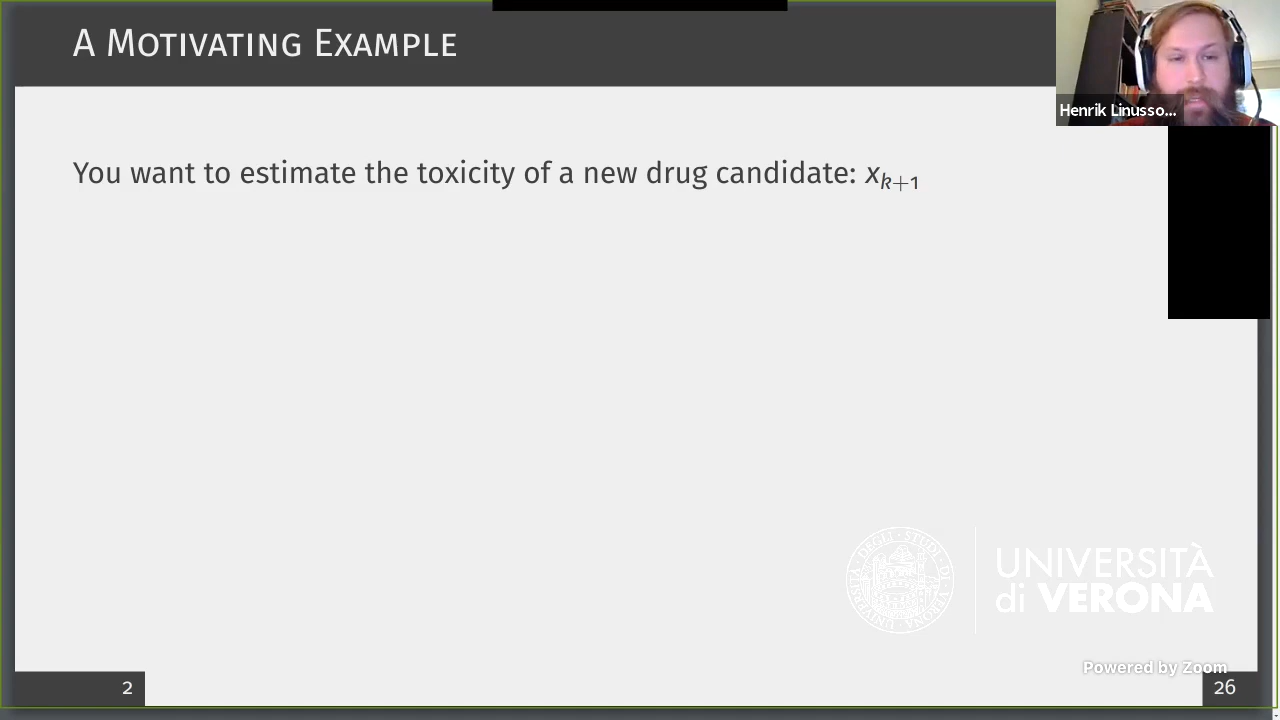 A MOTIVATING EXAMPLE
Henrik Linusso...
You want to estimate the toxicity of a new drug candidate: x_{k+1}
UNIVERSITÀ
di VERONA
Powered by Zoom
2
26